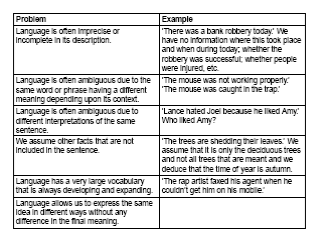 Problem
Example
Language is often imprecise or
incomplete in its description.
'There was a bank robbery today.' We
have no information where this took place
and when during today; whether the
robbery was successful; whether people
were injured, etc.
Language is often ambiguous due to the
same word or phrase having a different
meaning depending upon its context.
'The mouse was not working properly.'
'The mouse was caught in the trap.'
Language is often ambiguous due to
different interpretations of the same
sentence.
'Lance hated Joel because he liked Amy.'
Who liked Amy?
We assume other facts that are not
included in the sentence.
'The trees are shedding their leaves.' We
assume that it is only the deciduous trees
and not all trees that are meant and we
deduce that the time of year is autumn.
Language has a very large vocabulary
that is always developing and expanding.
'The rap artist faxed his agent when he
couldn't get him on his mobile.'
Language allows us to express the same
idea in different ways without any
difference in the final meaning.